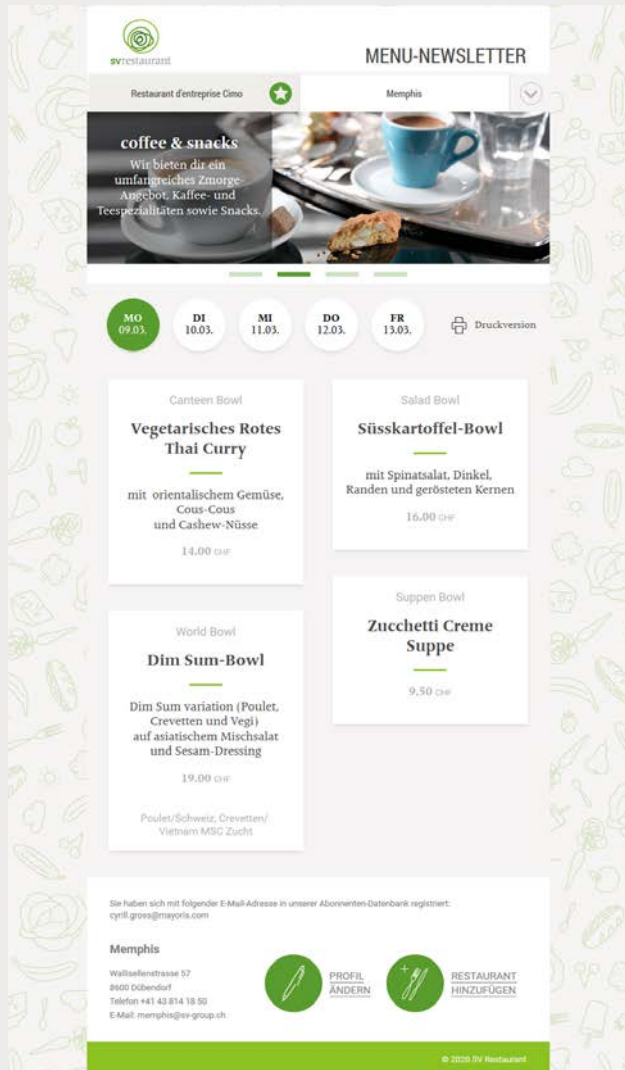 svrestaurant
MENU-NEWSLETTER
Restaurant d'entreprise Cimo
Memphis
coffee & snacks
Wir bieten dir ein
umfangreiches Zmorge-
Angebot, Kaffee- und
Teespezialitäten sowie Snacks.
MO
09.03.
DI
10.03.
MI
11.03.
DO
12.03.
FR
13.03.
Druckversion
Canteen Bowl
Vegetarisches Rotes
Thai Curry
mit orientalischem Gemüse,
Cous-Cous
und Cashew-Nüsse
14.00 CHF
Salad Bowl
Süsskartoffel-Bowl
mit Spinatsalat, Dinkel,
Randen und gerösteten Kernen
16.00 CHF
World Bowl
Dim Sum-Bowl
Dim Sum variation (Poulet,
Crevetten und Vegi)
auf asiatischem Mischsalat
und Sesam-Dressing
19.00 CHF
Poulet/Schweiz, Crevetten/
Vietnam MSC Zucht
Suppen Bowl
Zucchetti Creme
Suppe
9.50 CHF
Sie haben sich mit folgender E-Mail-Adresse in unserer Abonnenten-Datenbank registriert:
cyrill.gross@mayoris.com
Memphis
Wallisellenstrasse 57
8600 Dübendorf
Telefon +41 43 814 18 50
E-Mail: memphis@sv-group.ch
PROFIL
ÄNDERN
RESTAURANT
HINZUFÜGEN
© 2020 SV Restaurant